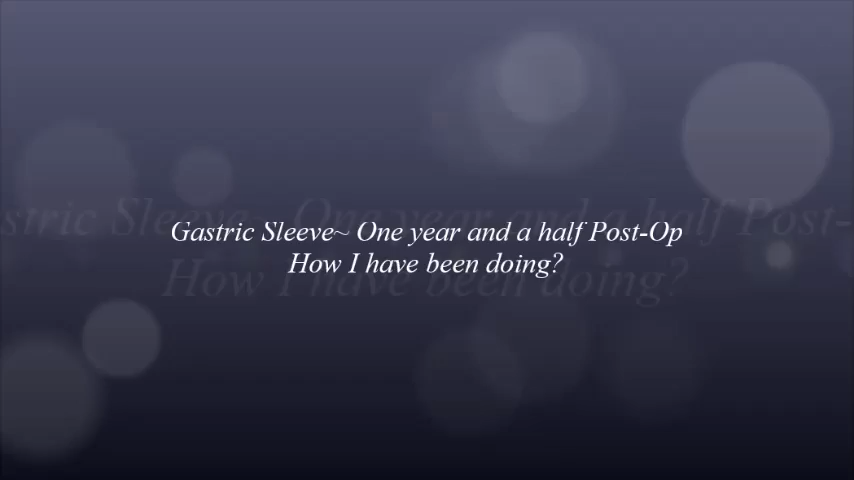 Gastric Sleeve~ One year and a half Post-Op
How I have been doing?